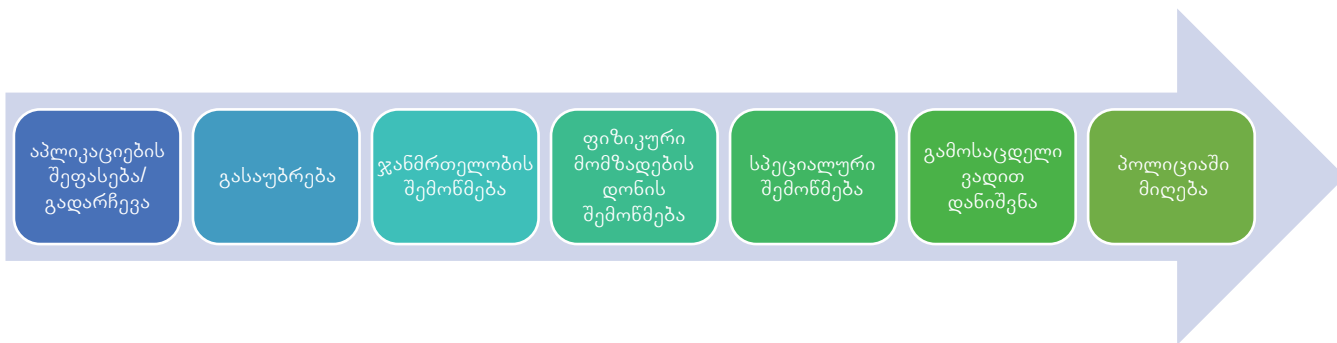 აპლიკაციების
შეფასება/
გადარჩევა
გასაუბრება
ჯანმრთელობის
შემოწმება
ფიზიკური
მომზადების
დონის
შემოწმება
სპეციალური
შემოწმება
გამოსაცდელი
ვადით
დანიშვნა
პოლიციაში
მიღება